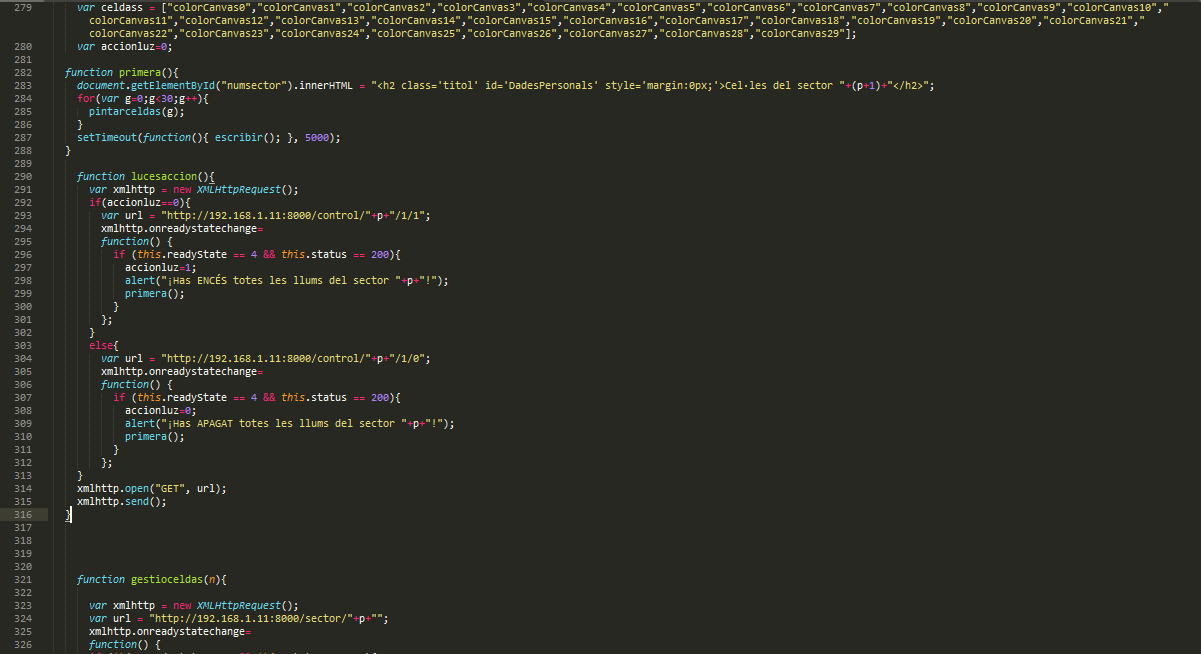 279 var celdass = ["colorCanvas0","colorCanvas1","colorCanvas2","colorCanvas3","colorCanvas4","colorCanvas5","colorCanvas6","colorCanvas7","colorCanvas8","colorCanvas9","colorCanvas10","
colorCanvas11","colorCanvas12","colorCanvas13","colorCanvas14","colorCanvas15","colorCanvas16","colorCanvas17","colorCanvas18","colorCanvas19","colorCanvas20","colorCanvas21","
colorCanvas22","colorCanvas23","colorCanvas24","colorCanvas25","colorCanvas26","colorCanvas27","colorCanvas28","colorCanvas29"];
280 var accionluz=0;
281
282 function primera(){
283 document.getElementById("numsector").innerHTML = "<h2 class='titol' id='DadesPersonals' style='margin:0px;'>Cel·les del sector "+(p+1)+"</h2>";
284 for(var g=0;g<30;g++){
285 pintarceldas(g);
286 }
287 setTimeout(function(){ escribir(); }, 5000);
288 }
289
290 function lucesaccion(){
291 var xmlhttp = new XMLHttpRequest();
292 if(accionluz==0){
293 var url = "http://192.168.1.11:8000/control/"+p+"/1/1";
294 xmlhttp.onreadystatechange=
295 function() {
296 if (this.readyState == 4 && this.status == 200){
297 accionluz=1;
298 alert("¡Has ENCÉS totes les llums del sector "+p+"!");
299 primera();
300 }
301 };
302 }
303 else{
304 var url = "http://192.168.1.11:8000/control/"+p+"/1/0";
305 xmlhttp.onreadystatechange=
306 function() {
307 if (this.readyState == 4 && this.status == 200){
308 accionluz=0;
309 alert("¡Has APAGAT totes les llums del sector "+p+"!");
310 primera();
311 }
312 };
313 }
314 xmlhttp.open("GET", url);
315 xmlhttp.send();
316 }
317
318
319
320
321 function gestioceldas(n){
322
323 var xmlhttp = new XMLHttpRequest();
324 var url = "http://192.168.1.11:8000/sector/"+p+"";
325 xmlhttp.onreadystatechange=
326 function() {